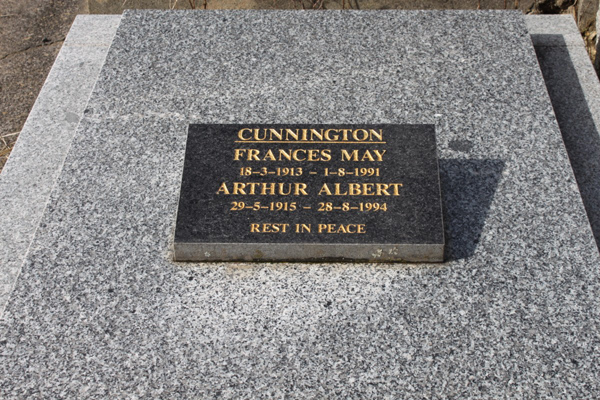 CUNNINGTON
FRANCES MAY
18–3–1913 – 1–8–1991
ARTHUR ALBERT
29–5–1915 – 28–8–1994
REST IN PEACE